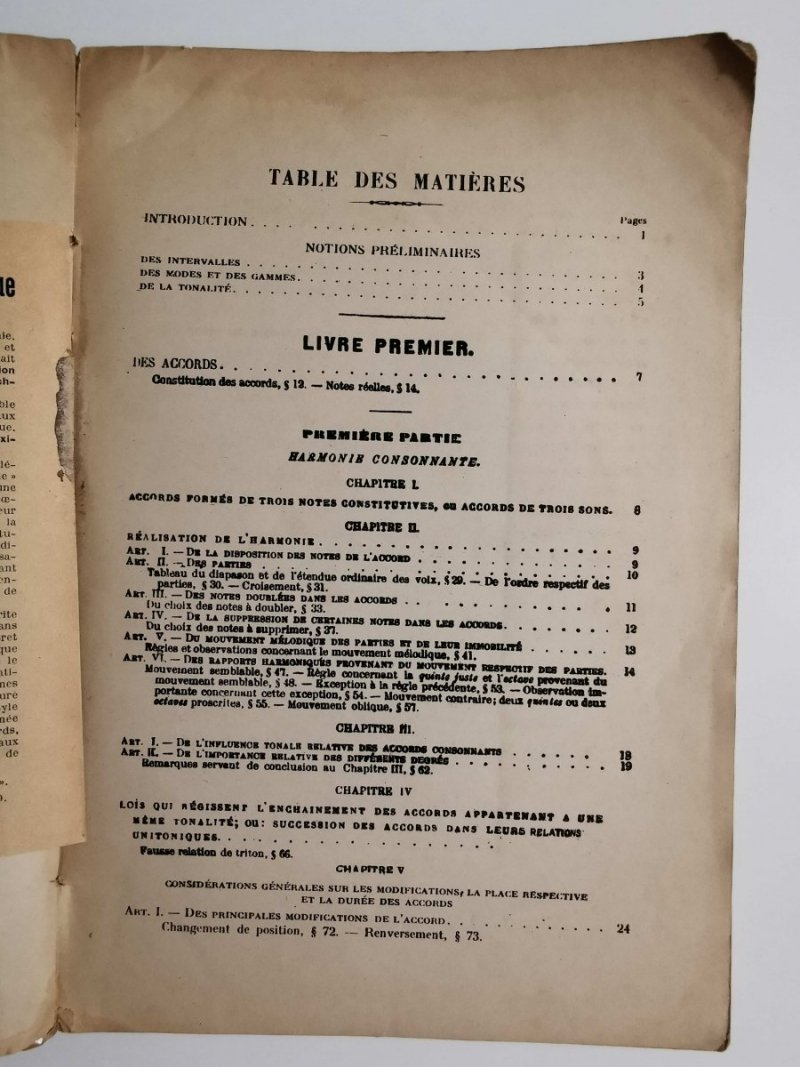 TABLE DES MATIÈRES
Pages
INTRODUCTION . . . 1
NOTIONS PRÉLIMINAIRES
DES INTERVALLES . . . 3
DES MODES ET DES GAMMES. . . . 4
DE LA TONALITÉ. . . . 5
LIVRE PREMIER.
DES ACCORDS. . . . 7
Constitution des accords, § 12. — Notes réelles, § 14.
PREMIÈRE PARTIE
HARMONIE CONSONNANTE.
CHAPITRE I.
ACCORDS FORMÉS DE TROIS NOTES CONSTITUTIVES, OU ACCORDS DE TROIS SONS. 8
CHAPITRE II.
RÉALISATION DE L'HARMONIE. . . . 9
ART. I. — DE LA DISPOSITION DES NOTES DE L'ACCORD . . . 9
ART. II. — DES PARTIES . . . 10
Tableau du diapason et de l'étendue ordinaire des voix, § 29. — De l'ordre respectif des
parties, § 30. — Croisement, § 31.
ART. III. — DES NOTES DOUBLÉES DANS LES ACCORDS . . . 11
Du choix des notes à doubler, § 33.
ART. IV. — DE LA SUPPRESSION DE CERTAINES NOTES DANS LES ACCORDS. . . . 12
Du choix des notes à supprimer, § 37.
ART. V. — DU MOUVEMENT MÉLODIQUE DES PARTIES ET DE LEUR IMMOBILITÉ . . . 13
Règles et observations concernant le mouvement mélodique, § 41.
ART. VI. — DES RAPPORTS HARMONIQUES PROVENANT DU MOUVEMENT RESPECTIF DES PARTIES. 14
Mouvement semblable, § 47. — Règle concernant la quinte juste et l'octave provenant du
mouvement semblable, § 48. — Exception à la règle précédente, § 53. — Observation im-
portante concernant cette exception, § 54. — Mouvement contraire; deux quintes ou deux
octaves proscrites, § 55. — Mouvement oblique, § 57.
CHAPITRE III.
ART. I. — DE L'INFLUENCE TONALE RELATIVE DES ACCORDS CONSONNANTS . . . 18
ART. II. — DE L'IMPORTANCE RELATIVE DES DIFFÉRENTS DEGRÉS . . . 19
Remarques servant de conclusion au Chapitre III, § 62.
CHAPITRE IV
LOIS QUI RÉGISSENT L'ENCHAINEMENT DES ACCORDS APPARTENANT A UNE
MÊME TONALITÉ; OU: SUCCESSION DES ACCORDS DANS LEURS RELATIONS
UNITONIQUES. . . .
Fausse relation de triton, § 66.
CHAPITRE V
CONSIDÉRATIONS GÉNÉRALES SUR LES MODIFICATIONS, LA PLACE RESPECTIVE
ET LA DURÉE DES ACCORDS
ART. I. — DES PRINCIPALES MODIFICATIONS DE L'ACCORD. . . . 24
Changement de position, § 72. — Renversement, § 73.